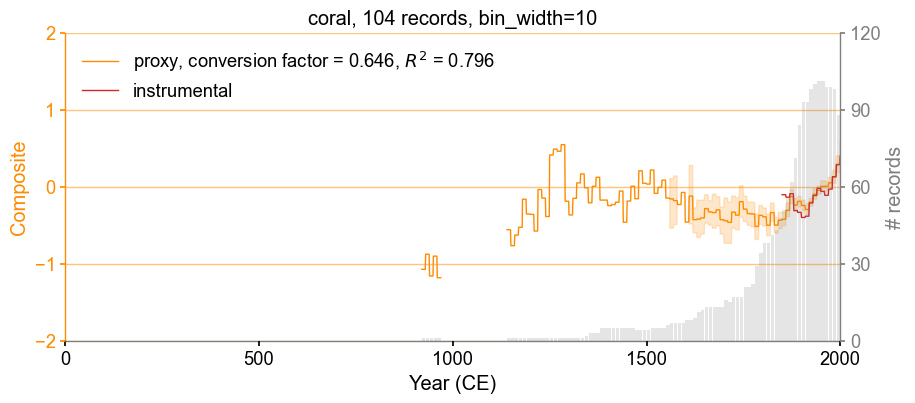 coral, 104 records, bin_width=10
proxy, conversion factor = 0.646, R² = 0.796
instrumental
Composite
2
1
0
−1
−2
120
90
60
30
0
# records
0 500 1000 1500 2000
Year (CE)